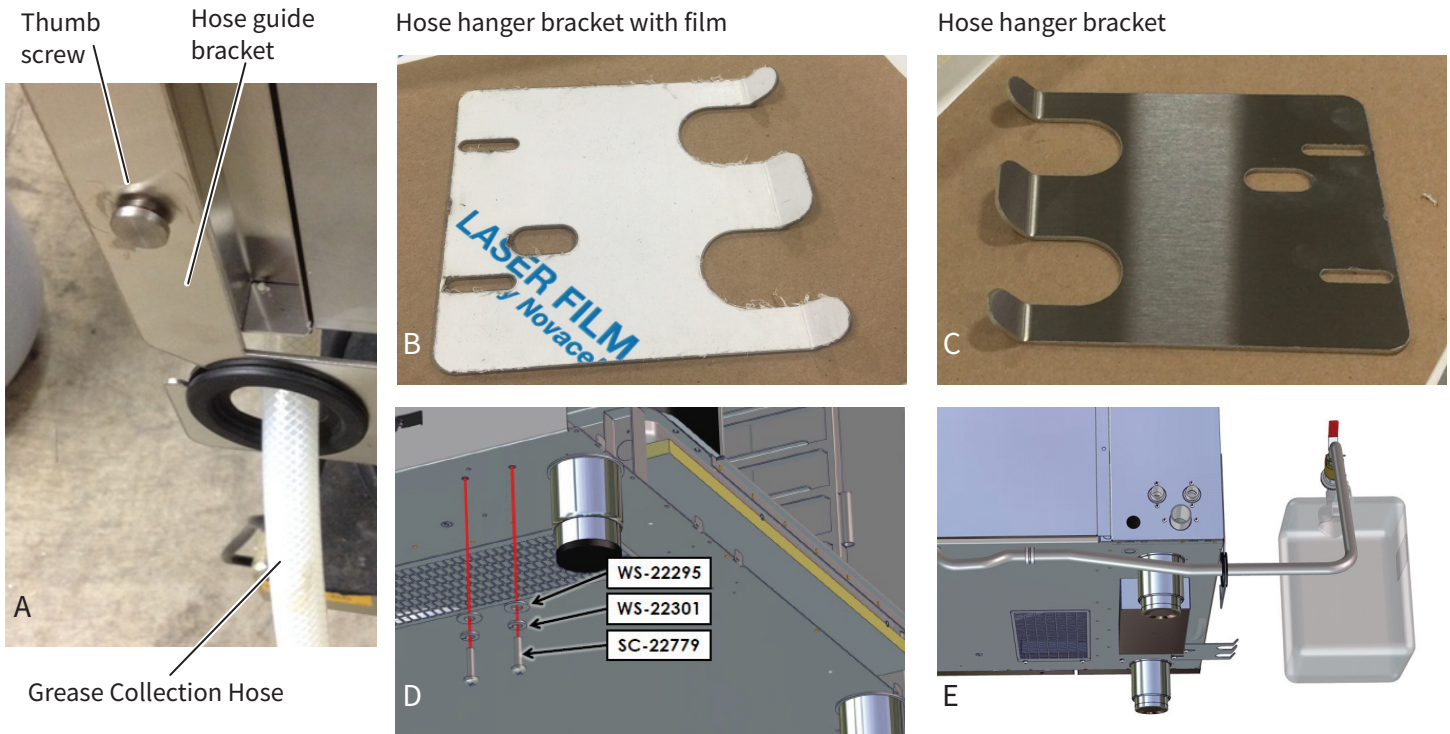 Thumb
screw
Hose guide
bracket
Hose hanger bracket with film
Hose hanger bracket
A
Grease Collection Hose
LASER FILM
y Novace
B
C
WS-22295
WS-22301
SC-22779
D
E